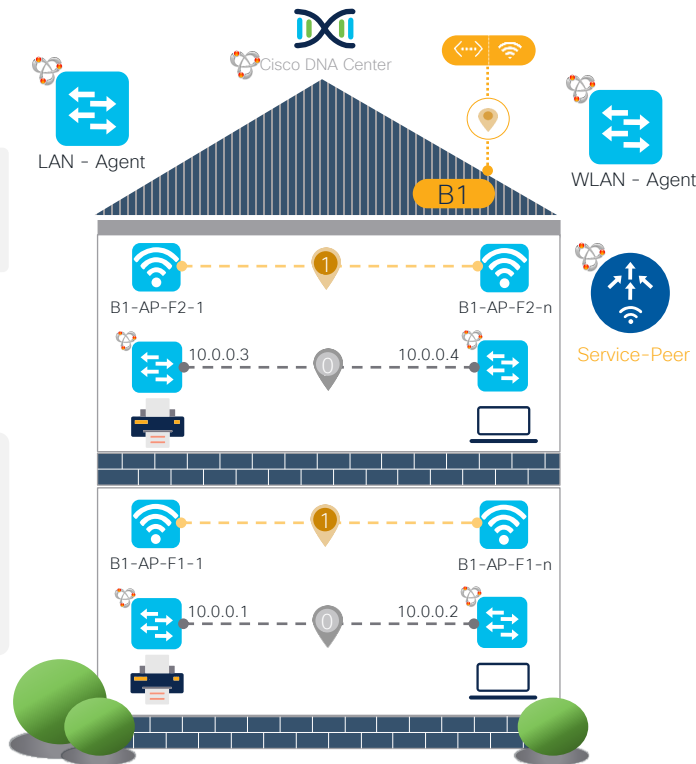 Cisco DNA Center
LAN - Agent
WLAN - Agent
B1
1
B1-AP-F2-1
B1-AP-F2-n
Service-Peer
10.0.0.3
0
10.0.0.4
1
B1-AP-F1-1
B1-AP-F1-n
10.0.0.1
0
10.0.0.2